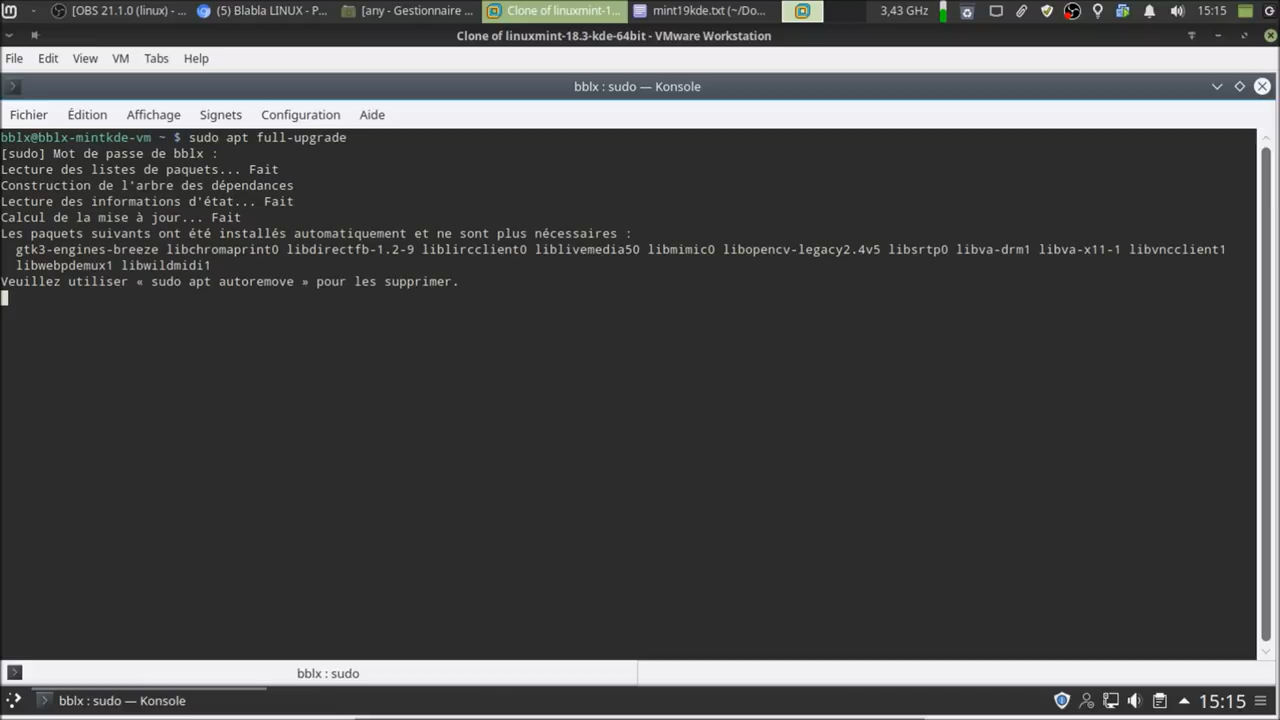 [OBS 21.1.0 (linux) - ...
(5) Blabla LINUX - P...
[any - Gestionnaire ...
Clone of linuxmint-1...
mint19kde.txt (~/Do...
3,43 GHz
15:15
Clone of linuxmint-18.3-kde-64bit - VMware Workstation
File Edit View VM Tabs Help
bblx : sudo — Konsole
Fichier Édition Affichage Signets Configuration Aide
bblx@bblx-mintkde-vm ~ $ sudo apt full-upgrade
[sudo] Mot de passe de bblx :
Lecture des listes de paquets... Fait
Construction de l'arbre des dépendances
Lecture des informations d'état... Fait
Calcul de la mise à jour... Fait
Les paquets suivants ont été installés automatiquement et ne sont plus nécessaires :
gtk3-engines-breeze libchromaprint0 libdirectfb-1.2-9 liblircclient0 liblivemedia50 libmimic0 libopencv-legacy2.4v5 libsrtp0 libva-drm1 libva-x11-1 libvncclient1
libwebpdemux1 libwildmidi1
Veuillez utiliser « sudo apt autoremove » pour les supprimer.
bblx : sudo
bblx : sudo — Konsole
15:15